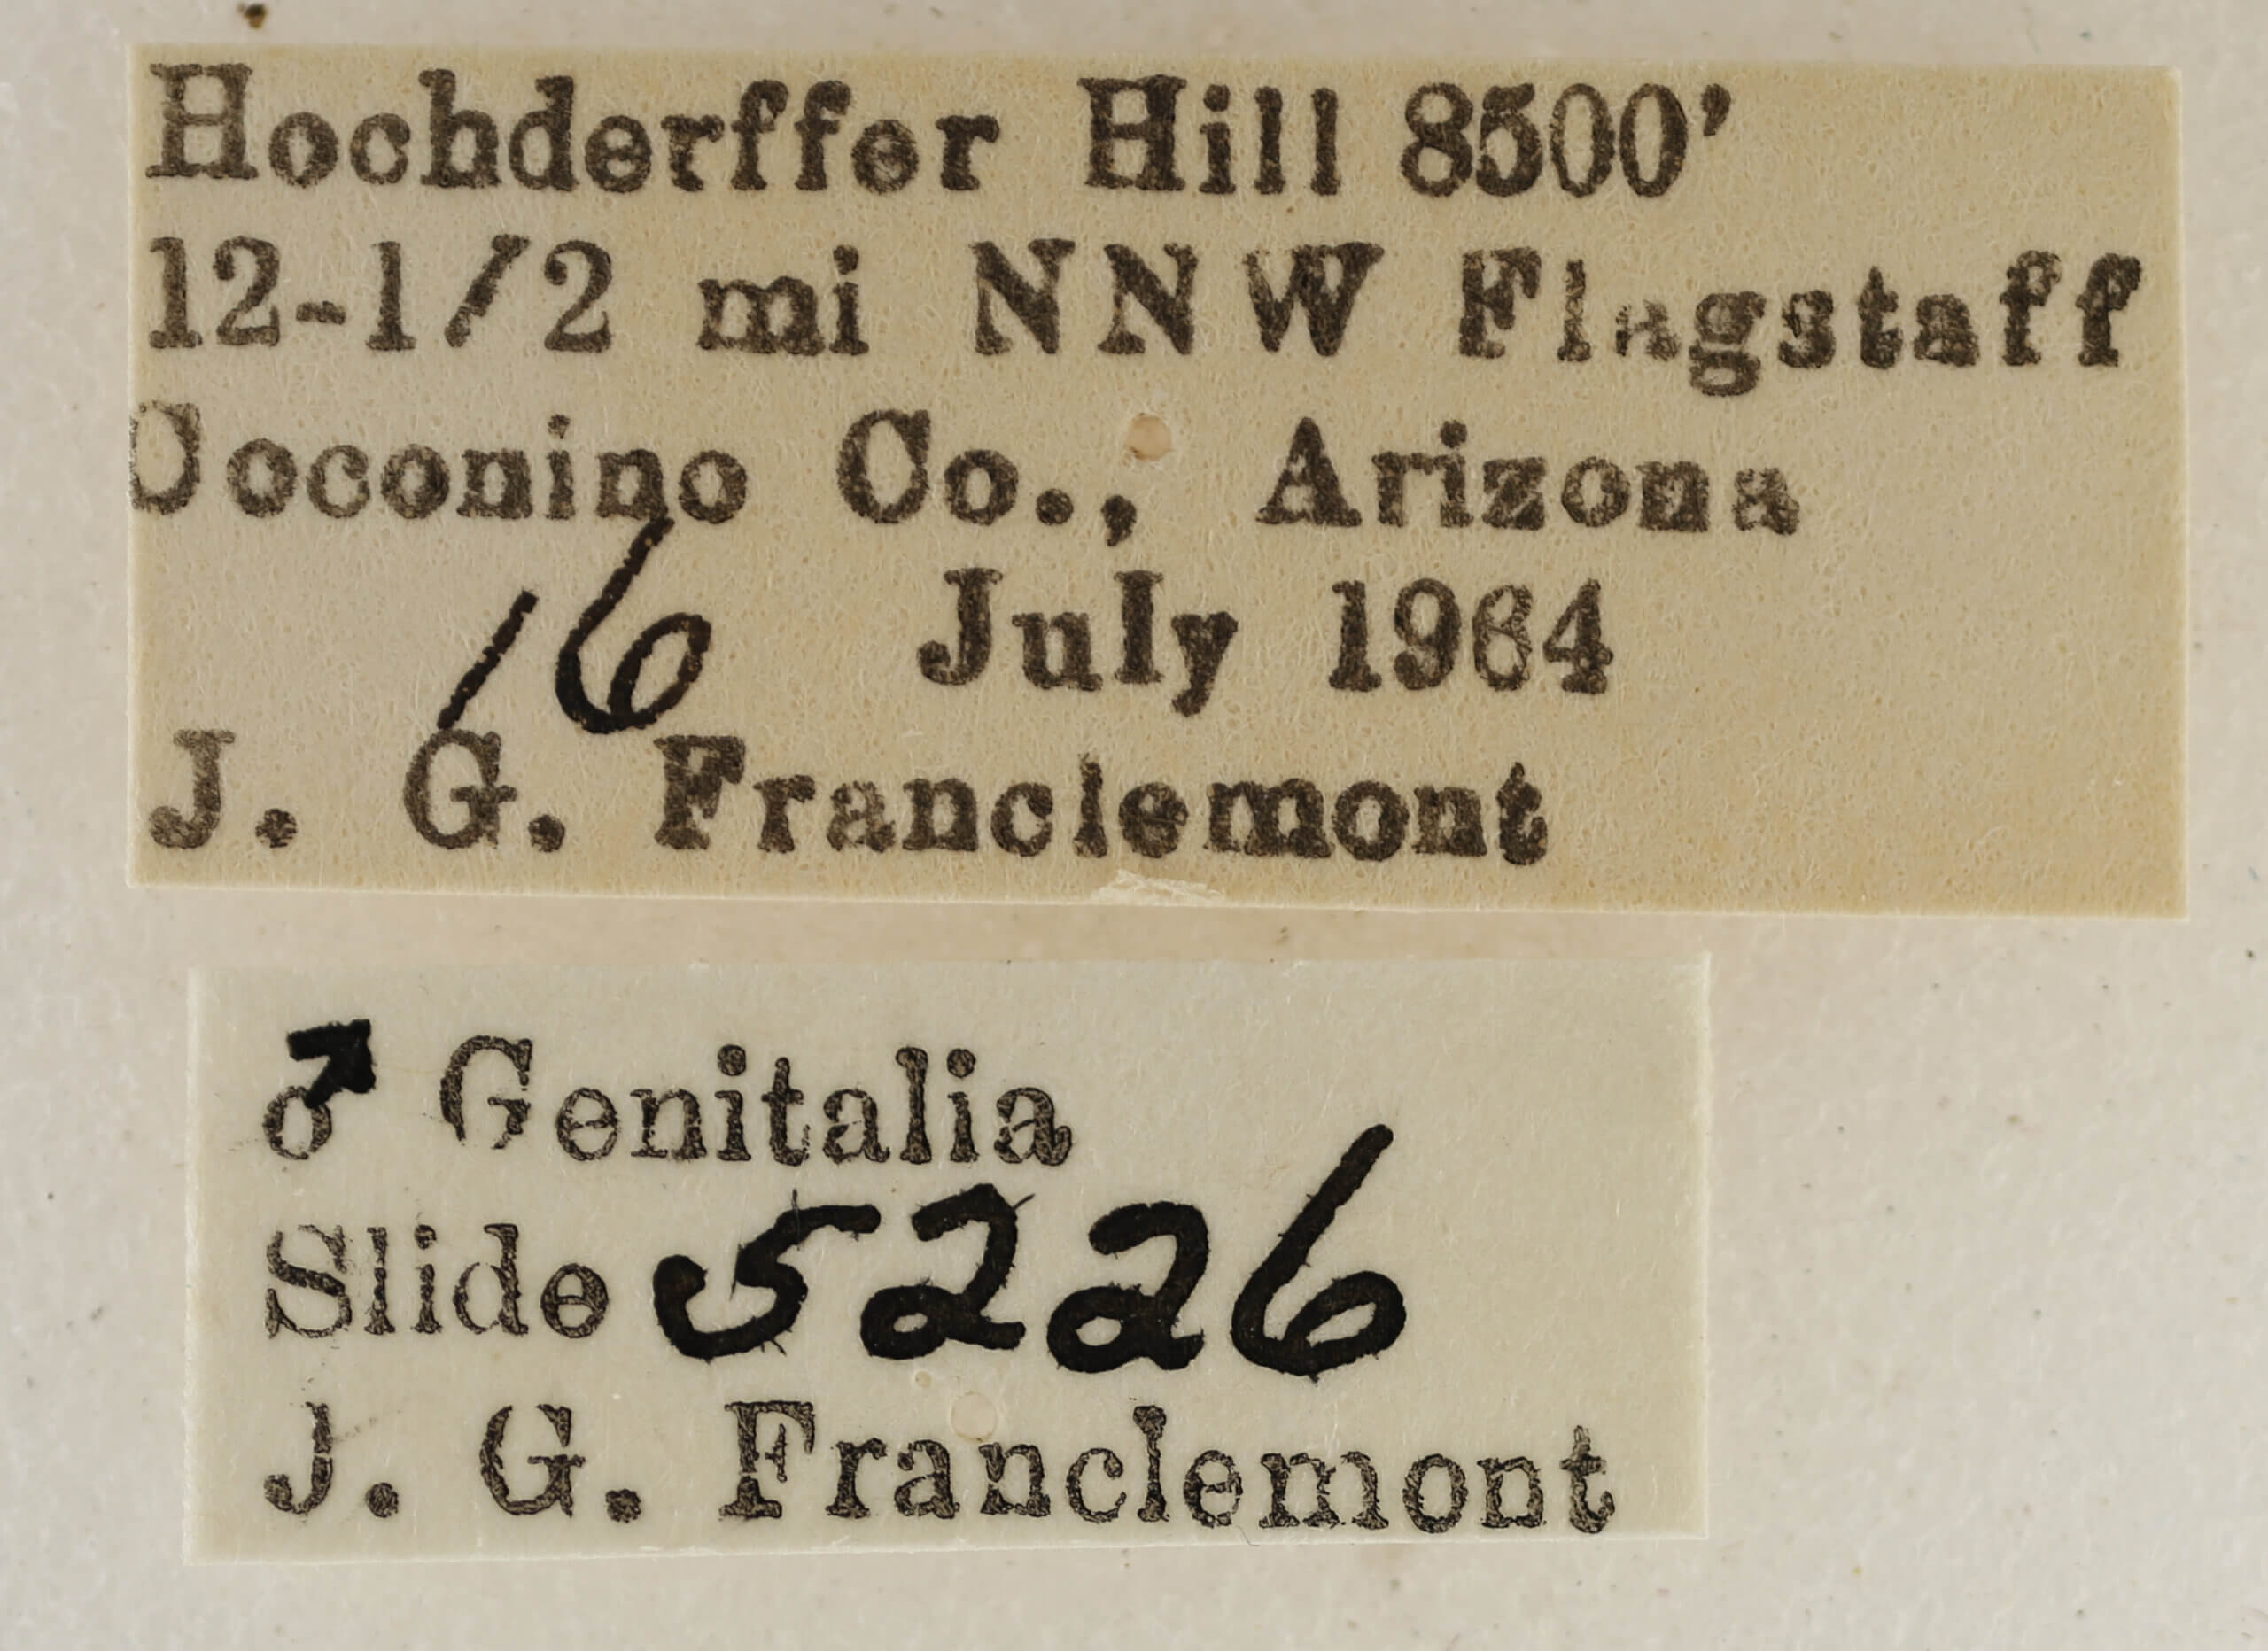 Hochderffer Hill 8500'
12-1/2 mi NNW Flagstaff
Coconino Co., Arizona
16 July 1964
J. G. Franclemont
♂ Genitalia
Slide 5226
J. G. Franclemont